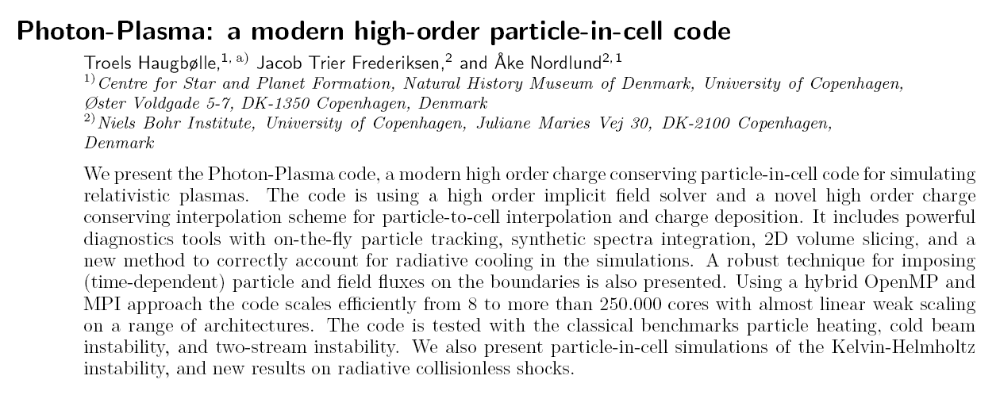 Photon-Plasma: a modern high-order particle-in-cell code
Troels Haugbølle,1, a) Jacob Trier Frederiksen,2 and Åke Nordlund2, 1
1)Centre for Star and Planet Formation, Natural History Museum of Denmark, University of Copenhagen,
Øster Voldgade 5-7, DK-1350 Copenhagen, Denmark
2)Niels Bohr Institute, University of Copenhagen, Juliane Maries Vej 30, DK-2100 Copenhagen,
Denmark
We present the Photon-Plasma code, a modern high order charge conserving particle-in-cell code for simulating
relativistic plasmas. The code is using a high order implicit field solver and a novel high order charge
conserving interpolation scheme for particle-to-cell interpolation and charge deposition. It includes powerful
diagnostics tools with on-the-fly particle tracking, synthetic spectra integration, 2D volume slicing, and a
new method to correctly account for radiative cooling in the simulations. A robust technique for imposing
(time-dependent) particle and field fluxes on the boundaries is also presented. Using a hybrid OpenMP and
MPI approach the code scales efficiently from 8 to more than 250.000 cores with almost linear weak scaling
on a range of architectures. The code is tested with the classical benchmarks particle heating, cold beam
instability, and two-stream instability. We also present particle-in-cell simulations of the Kelvin-Helmholtz
instability, and new results on radiative collisionless shocks.